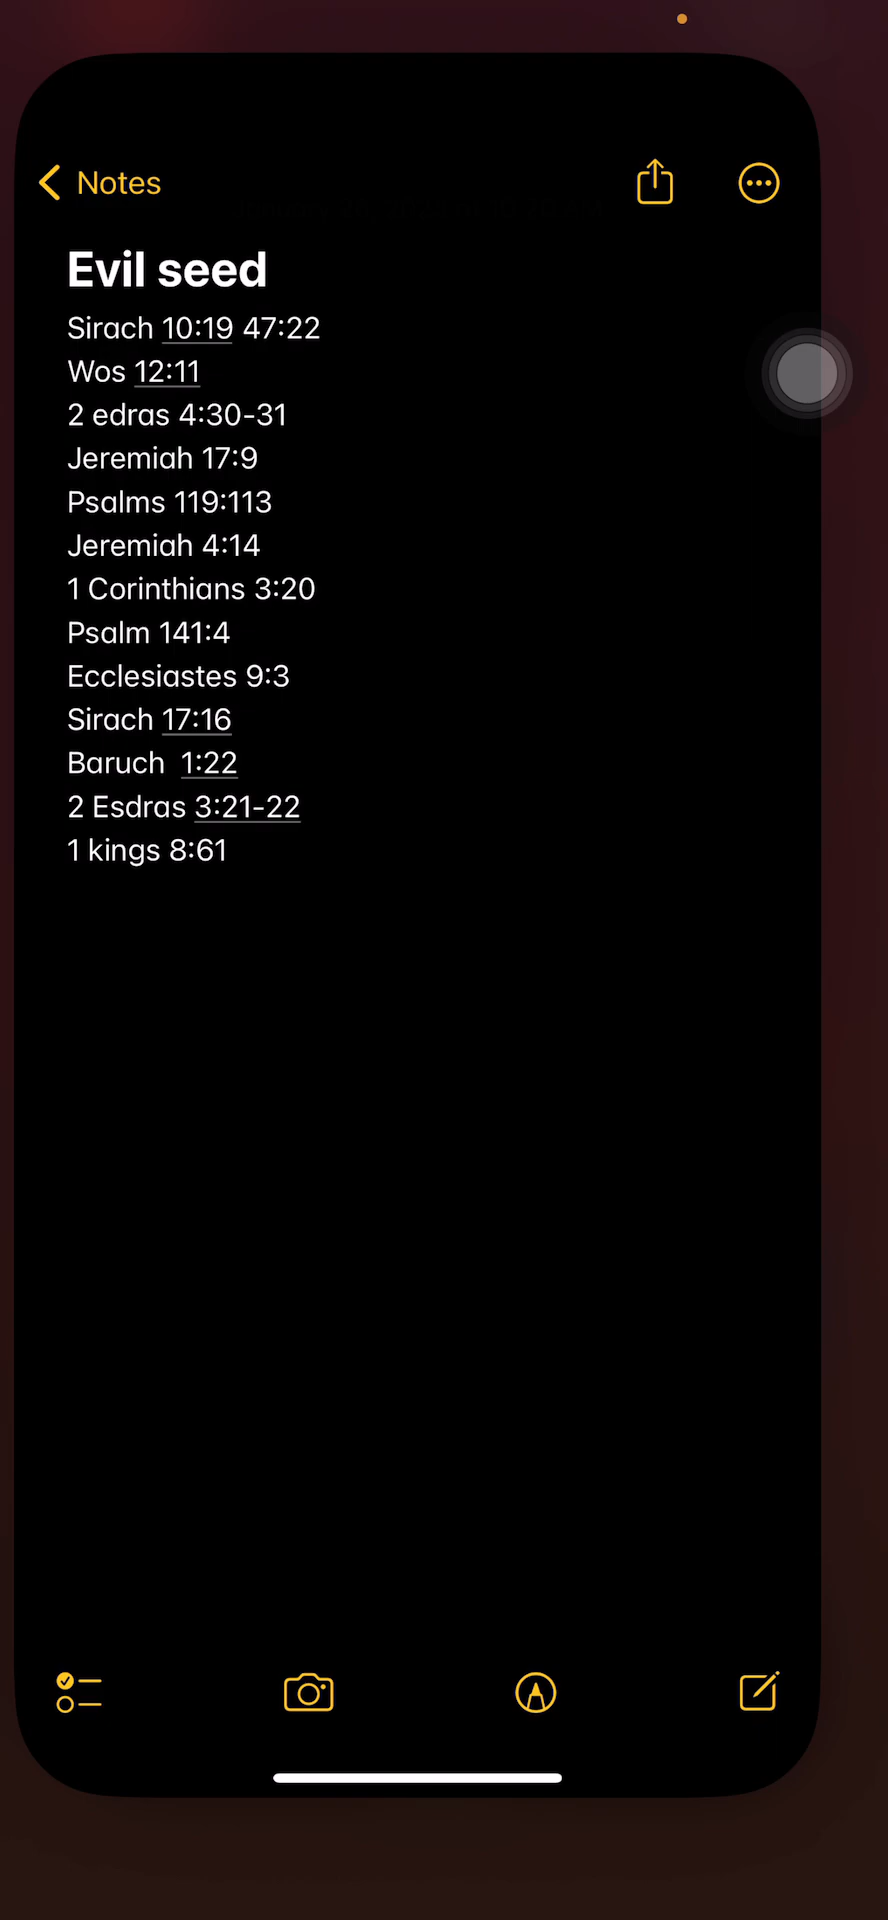 Notes
Evil seed
Sirach 10:19 47:22
Wos 12:11
2 edras 4:30-31
Jeremiah 17:9
Psalms 119:113
Jeremiah 4:14
1 Corinthians 3:20
Psalm 141:4
Ecclesiastes 9:3
Sirach 17:16
Baruch  1:22
2 Esdras 3:21-22
1 kings 8:61